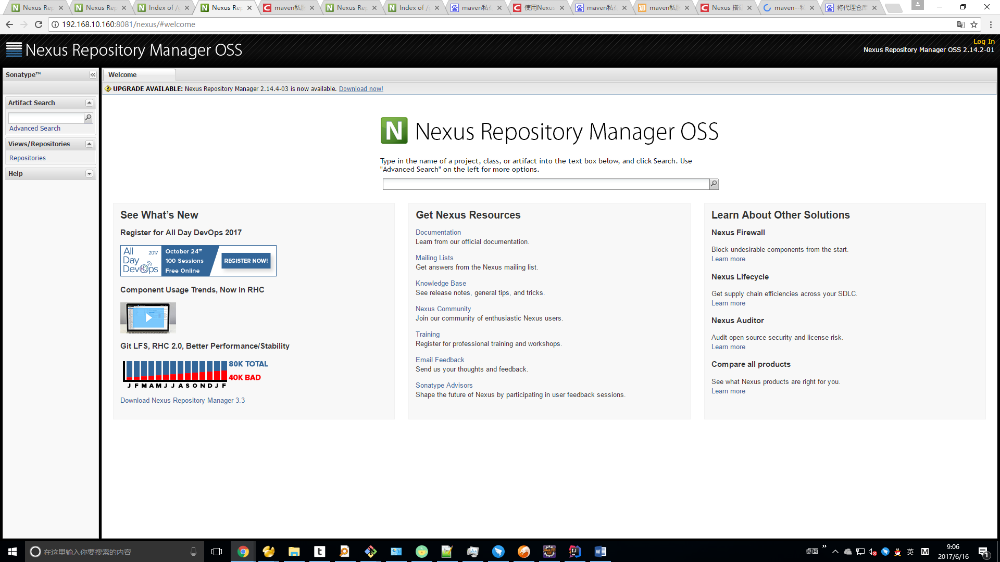 Nexus Rep
Nexus Rep
Index of /
Nexus Rep
maven私
Nexus Rep
Index of /
maven私
使用Nexus
maven私
maven私
Nexus 搭
maven--私
将代理仓库
192.168.10.160:8081/nexus/#welcome
Nexus Repository Manager OSS
Log In
Nexus Repository Manager OSS 2.14.2-01
Sonatype™
Welcome
UPGRADE AVAILABLE: Nexus Repository Manager 2.14.4-03 is now available. Download now!
Artifact Search
Advanced Search
Views/Repositories
Repositories
Help
N Nexus Repository Manager OSS
Type in the name of a project, class, or artifact into the text box below, and click Search. Use
"Advanced Search" on the left for more options.
See What's New
Register for All Day DevOps 2017
All Day DevOps 2017
October 24th
100 Sessions
Free Online
REGISTER NOW!
Component Usage Trends, Now in RHC
Git LFS, RHC 2.0, Better Performance/Stability
80K TOTAL
40K BAD
J F M A M J J A S O N D J F
Download Nexus Repository Manager 3.3
Get Nexus Resources
Documentation
Learn from our official documentation.
Mailing Lists
Get answers from the Nexus mailing list.
Knowledge Base
See release notes, general tips, and tricks.
Nexus Community
Join our community of enthusiastic Nexus users.
Training
Register for professional training and workshops.
Email Feedback
Send us your thoughts and feedback.
Sonatype Advisors
Shape the future of Nexus by participating in user feedback sessions.
Learn About Other Solutions
Nexus Firewall
Block undesirable components from the start.
Learn more
Nexus Lifecycle
Get supply chain efficiencies across your SDLC.
Learn more
Nexus Auditor
Audit open source security and license risk.
Learn more
Compare all products
See what Nexus products are right for you.
Learn more
在这里输入你要搜索的内容
桌面
英
M
9:06
2017/6/16
1